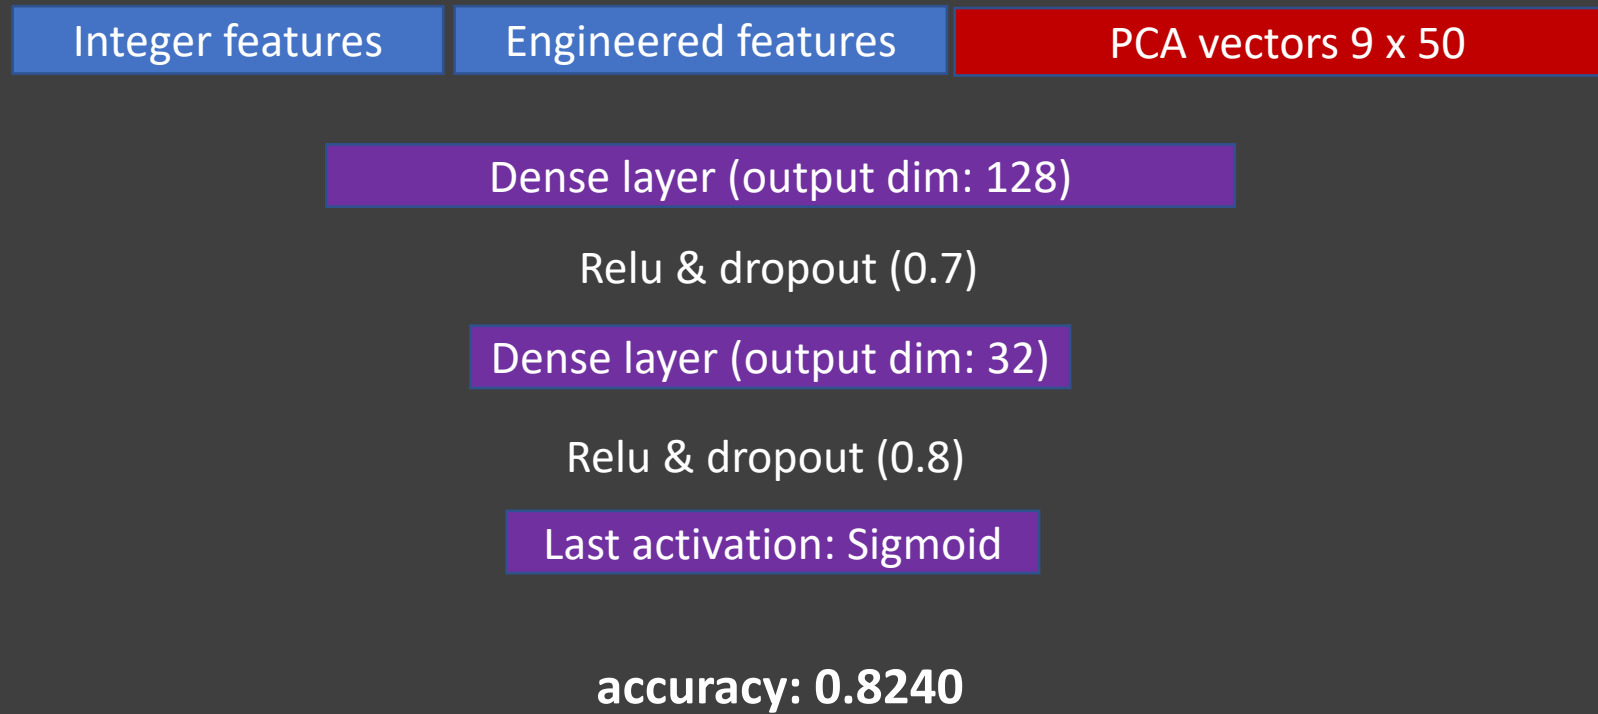 Integer features
Engineered features
PCA vectors 9 x 50
Dense layer (output dim: 128)
Relu & dropout (0.7)
Dense layer (output dim: 32)
Relu & dropout (0.8)
Last activation: Sigmoid
accuracy: 0.8240